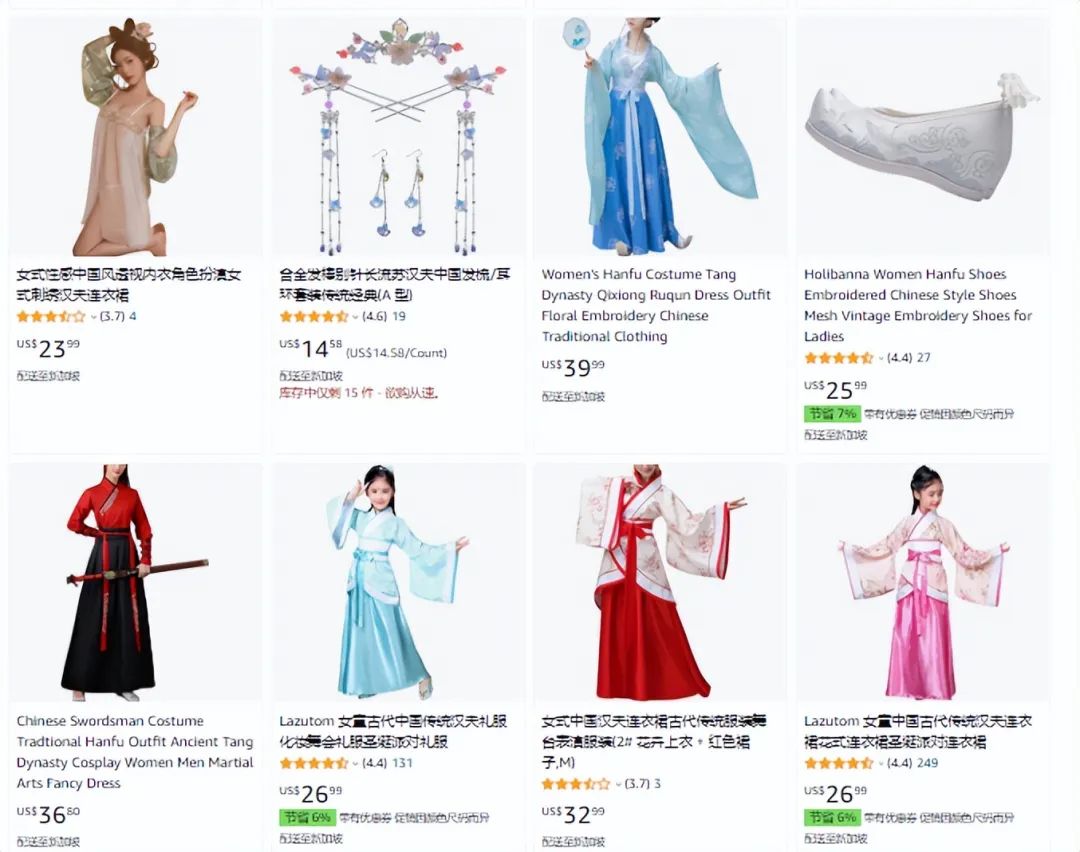 女式性感中国风透视内衣角色扮演女
式刺绣汉夫连衣裙
(3.7) 4
US$23.99
配送至新加坡
合金发棒别针长流苏汉夫中国发梳/耳
环套装传统经典(A 型)
(4.6) 19
US$14.58 (US$14.58/Count)
配送至新加坡
库存中仅剩 15 件 - 欲购从速。
Women's Hanfu Costume Tang
Dynasty Qixiong Ruqun Dress Outfit
Floral Embroidery Chinese
Traditional Clothing
US$39.99
配送至新加坡
Holibanna Women Hanfu Shoes
Embroidered Chinese Style Shoes
Mesh Vintage Embroidery Shoes for
Ladies
(4.4) 27
US$25.99
节省 7% 带有优惠券 促销因颜色尺码而异
配送至新加坡
Chinese Swordsman Costume
Tradtional Hanfu Outfit Ancient Tang
Dynasty Cosplay Women Men Martial
Arts Fancy Dress
US$36.80
配送至新加坡
Lazutom 女童古代中国传统汉夫礼服
化妆舞会礼服圣诞派对礼服
(4.4) 131
US$26.99
节省 6% 带有优惠券 促销因颜色尺码而异
配送至新加坡
女式中国汉夫连衣裙古代传统服装舞
台表演服装(2# 花卉上衣 + 红色裙
子,M)
(3.7) 3
US$32.99
配送至新加坡
Lazutom 女童中国古代传统汉夫连衣
裙花式连衣裙圣诞派对连衣裙
(4.4) 249
US$26.99
节省 6% 带有优惠券 促销因颜色尺码而异
配送至新加坡